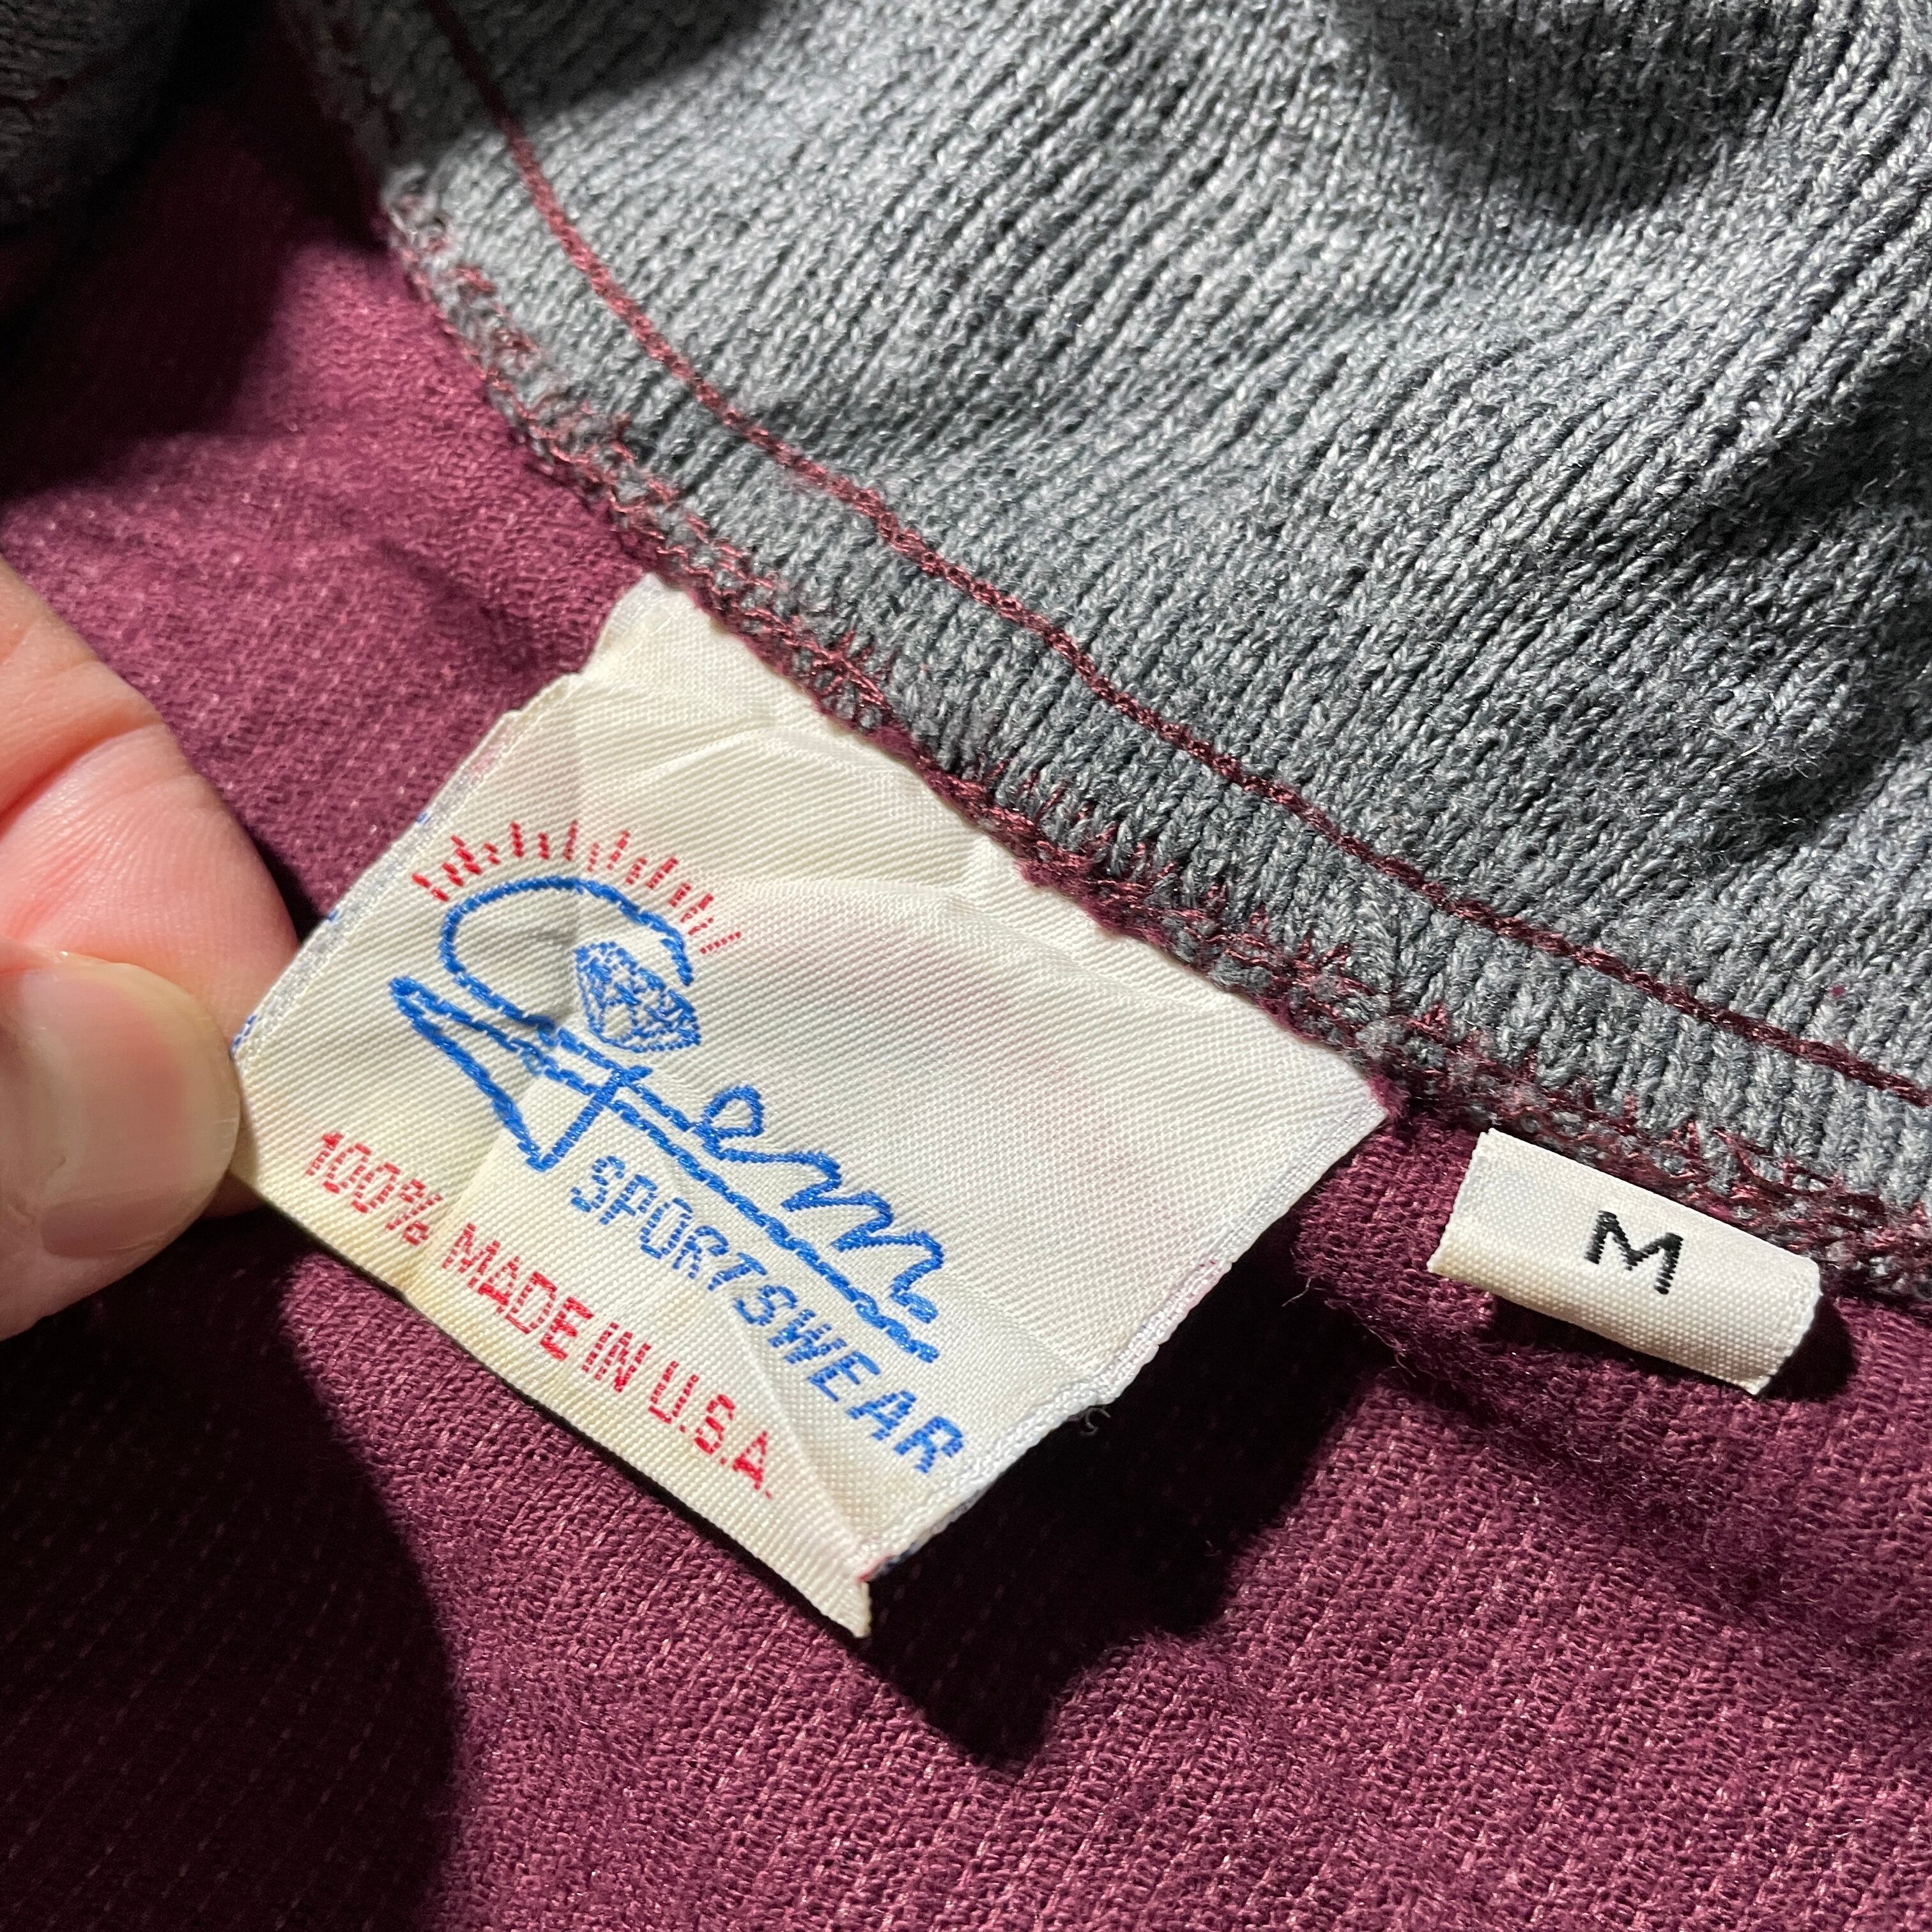 Gem
SPORTSWEAR
100% MADE IN U.S.A.
M